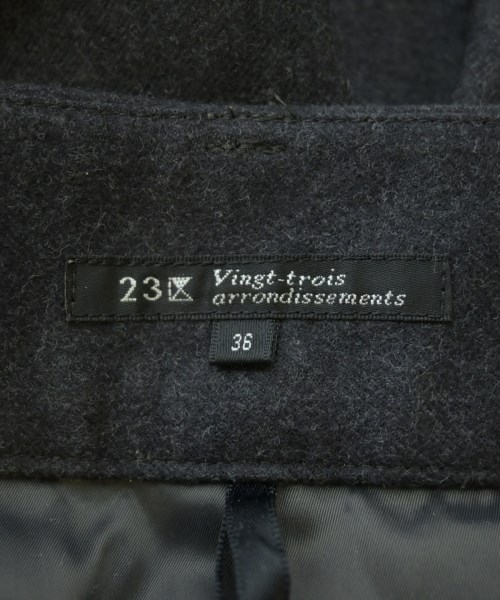 23区 Vingt-trois
arrondissements
36